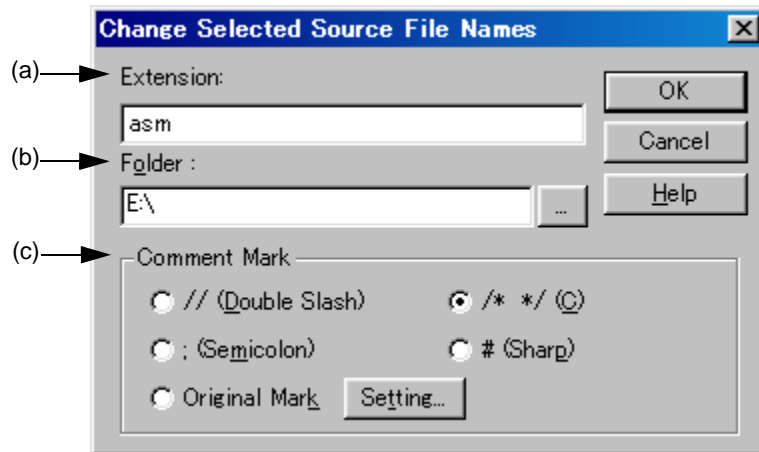 Change Selected Source File Names
(a) Extension:
OK
asm
Cancel
(b) Folder :
Help
E:\
...
(c) Comment Mark
// (Double Slash)
/* */ (C)
; (Semicolon)
# (Sharp)
Original Mark
Setting...